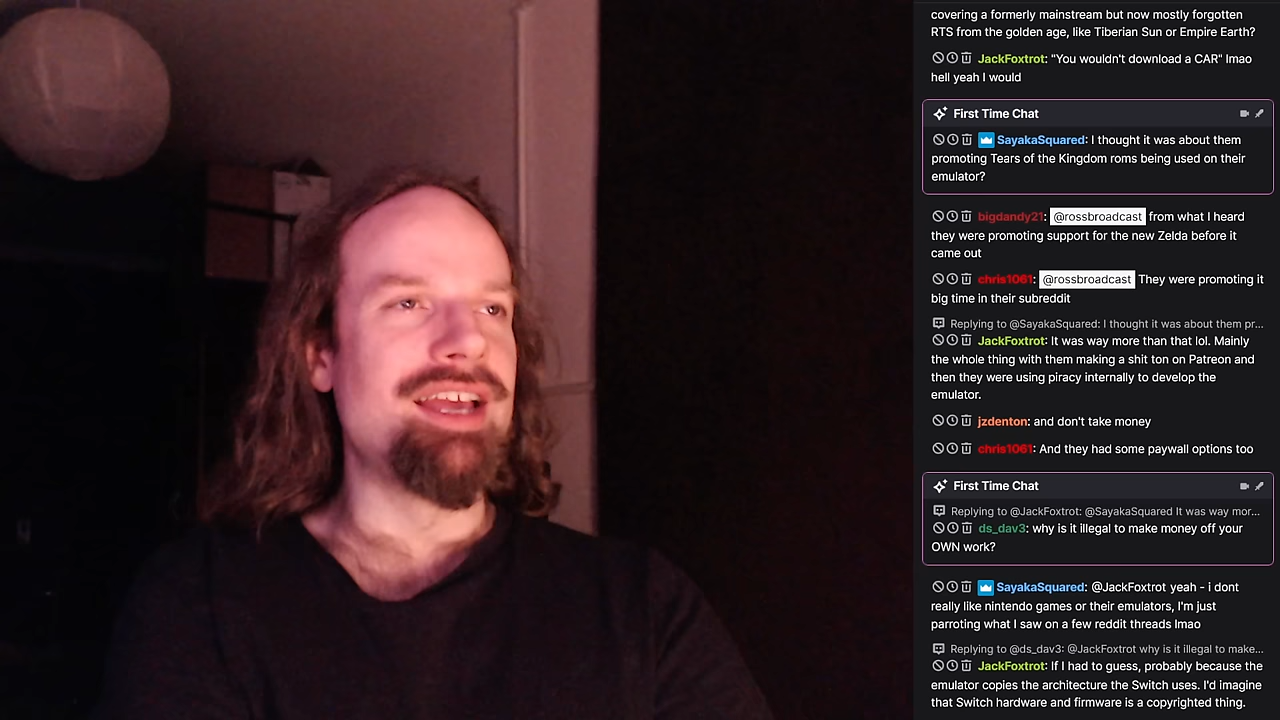 covering a formerly mainstream but now mostly forgotten
RTS from the golden age, like Tiberian Sun or Empire Earth?
JackFoxtrot: "You wouldn't download a CAR" lmao
hell yeah I would
First Time Chat
SayakaSquared: I thought it was about them
promoting Tears of the Kingdom roms being used on their
emulator?
bigdandy21: @rossbroadcast from what I heard
they were promoting support for the new Zelda before it
came out
chris1061: @rossbroadcast They were promoting it
big time in their subreddit
Replying to @SayakaSquared: I thought it was about them pr...
JackFoxtrot: It was way more than that lol. Mainly
the whole thing with them making a shit ton on Patreon and
then they were using piracy internally to develop the
emulator.
jzdenton: and don't take money
chris1061: And they had some paywall options too
First Time Chat
Replying to @JackFoxtrot: @SayakaSquared It was way mor...
ds_dav3: why is it illegal to make money off your
OWN work?
SayakaSquared: @JackFoxtrot yeah - i dont
really like nintendo games or their emulators, I'm just
parroting what I saw on a few reddit threads lmao
Replying to @ds_dav3: @JackFoxtrot why is it illegal to make...
JackFoxtrot: If I had to guess, probably because the
emulator copies the architecture the Switch uses. I'd imagine
that Switch hardware and firmware is a copyrighted thing.